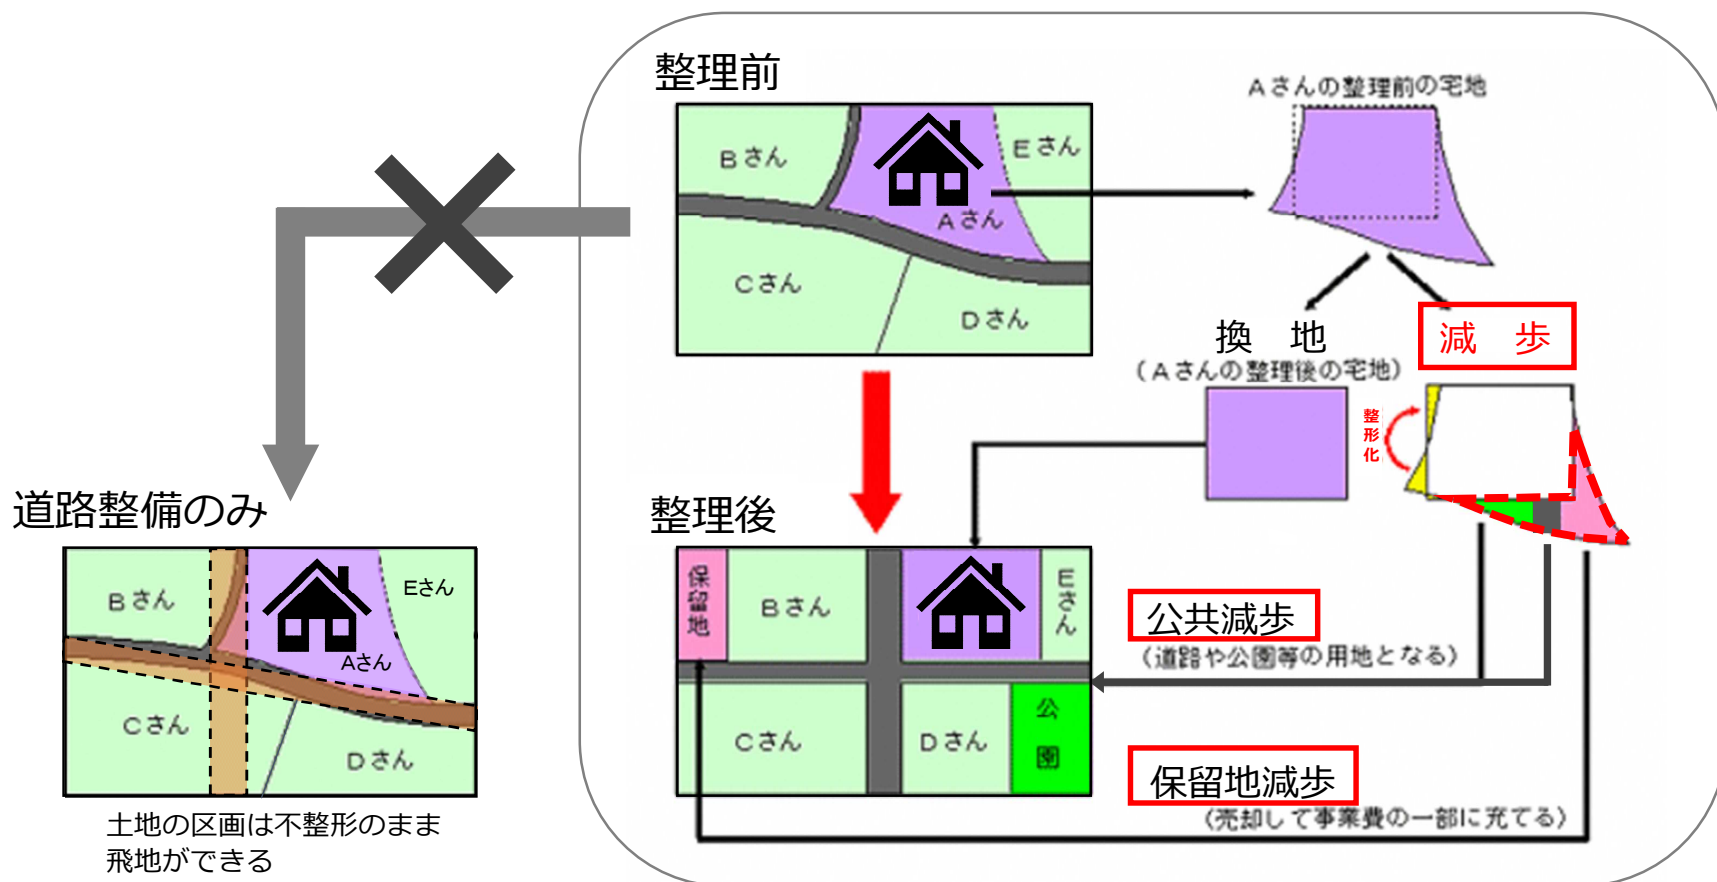 整理前
Bさん
Eさん
Aさん
Cさん
Dさん
Aさんの整理前の宅地
換 地
(Aさんの整理後の宅地)
減 歩
整形化
道路整備のみ
Bさん
Eさん
Aさん
Cさん
Dさん
土地の区画は不整形のまま
飛地ができる
整理後
保留地
Bさん
Eさん
Cさん
Dさん
公園
公共減歩
(道路や公園等の用地となる)
保留地減歩
(売却して事業費の一部に充てる)